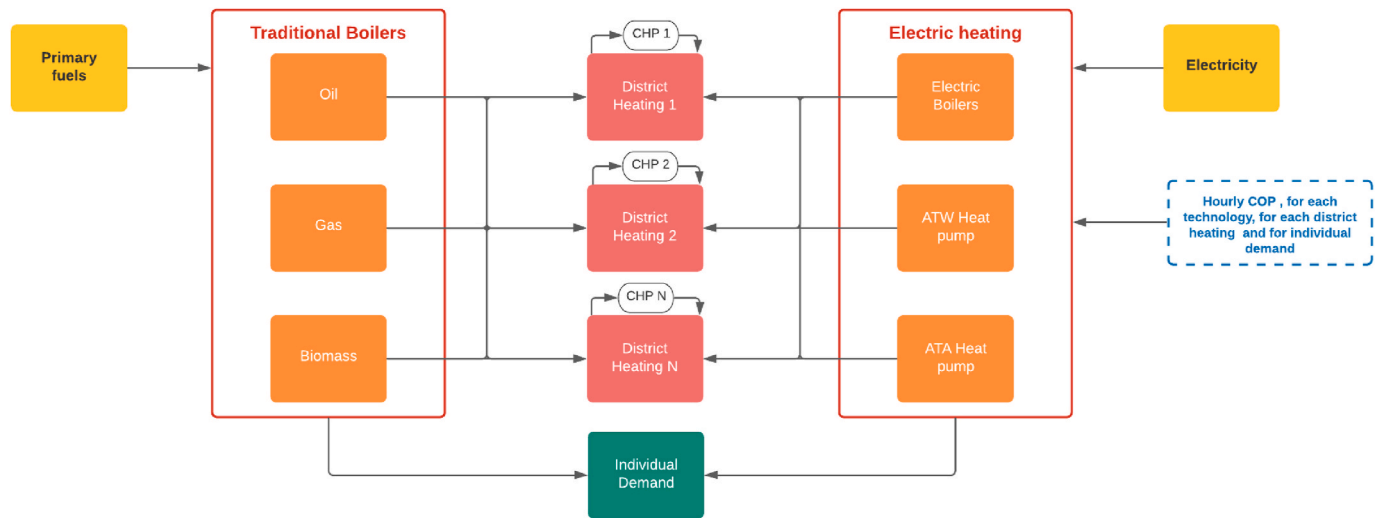 Primary
fuels
Traditional Boilers
Oil
Gas
Biomass
CHP 1
District
Heating 1
CHP 2
District
Heating 2
CHP N
District
Heating N
Individual
Demand
Electric heating
Electric
Boilers
ATW Heat
pump
ATA Heat
pump
Electricity
Hourly COP , for each
technology, for each district
heating and for individual
demand